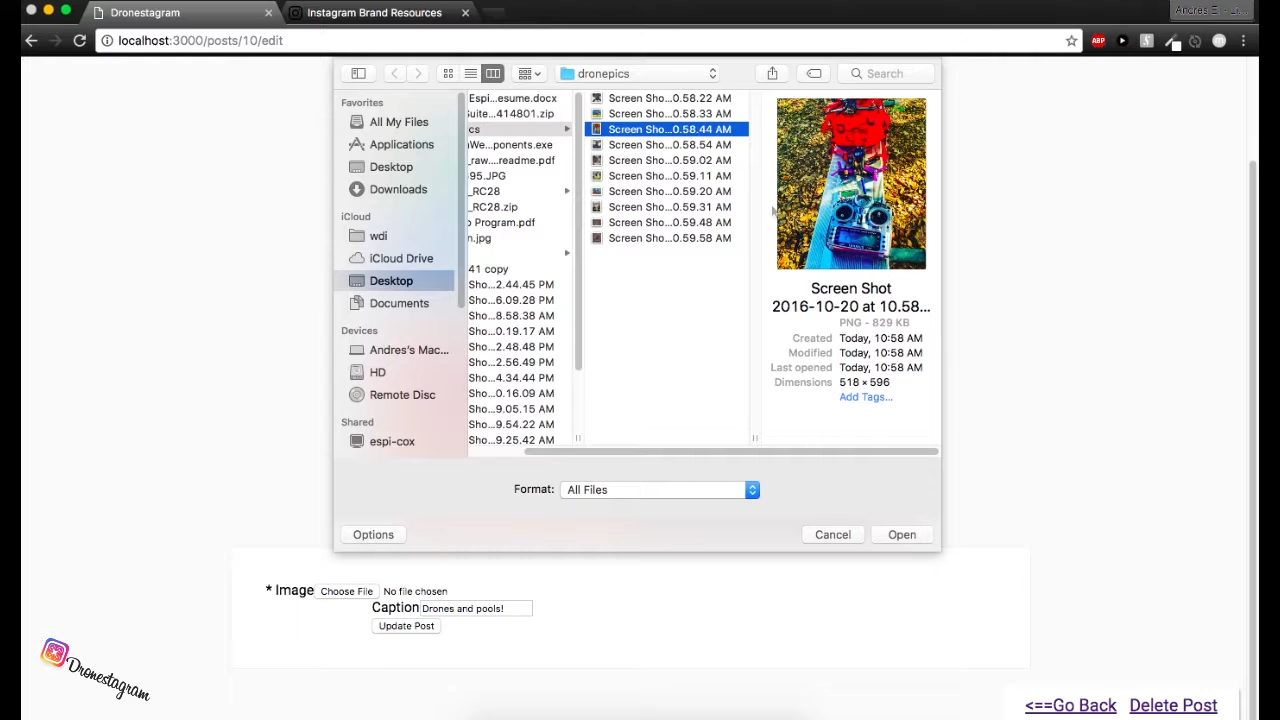 Dronestagram
Instagram Brand Resources
Andres E...
localhost:3000/posts/10/edit
ABP
dronepics
Search
Favorites
All My Files
Applications
Desktop
Downloads
iCloud
wdi
iCloud Drive
Desktop
Documents
Devices
Andres's Mac...
HD
Remote Disc
Shared
espi-cox
Espi...esume.docx
Suite...414801.zip
cs
We...ponents.exe
_raw...readme.pdf
95.JPG
_RC28
_RC28.zip
o Program.pdf
n.jpg
41 copy
Sho...2.44.45 PM
Sho...6.09.28 PM
Sho...8.58.38 AM
Sho...0.19.17 AM
Sho...2.48.48 PM
Sho...2.56.49 PM
Sho...4.34.44 PM
Sho...0.16.09 AM
Sho...9.05.15 AM
Sho...9.54.22 AM
Sho...9.25.42 AM
Screen Sho...0.58.22 AM
Screen Sho...0.58.33 AM
Screen Sho...0.58.44 AM
Screen Sho...0.58.54 AM
Screen Sho...0.59.02 AM
Screen Sho...0.59.11 AM
Screen Sho...0.59.20 AM
Screen Sho...0.59.31 AM
Screen Sho...0.59.48 AM
Screen Sho...0.59.58 AM
Screen Shot
2016-10-20 at 10.58...
PNG - 829 KB
Created Today, 10:58 AM
Modified Today, 10:58 AM
Last opened Today, 10:58 AM
Dimensions 518 × 596
Add Tags...
Format: All Files
Options
Cancel
Open
* Image Choose File No file chosen
Caption Drones and pools!
Update Post
Dronestagram
<==Go Back
Delete Post